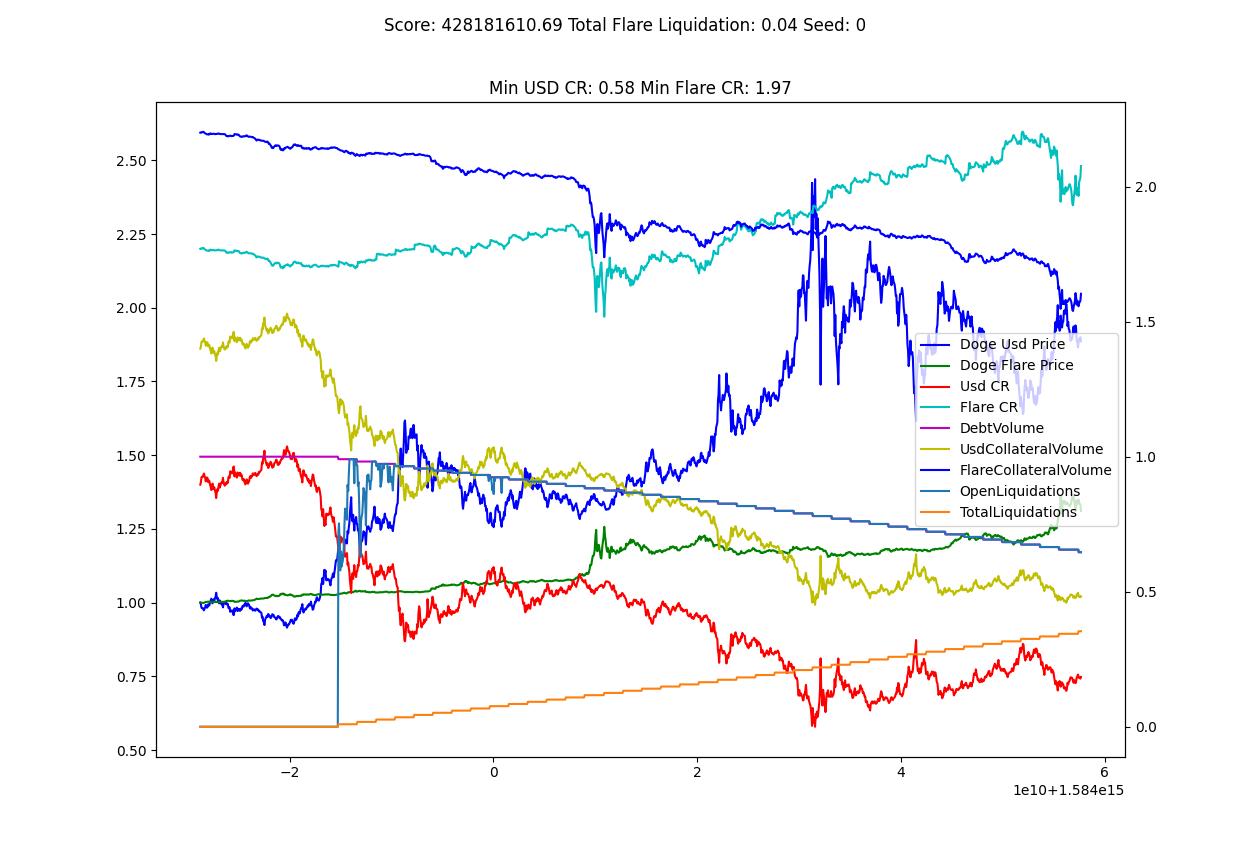 Score: 428181610.69 Total Flare Liquidation: 0.04 Seed: 0
Min USD CR: 0.58 Min Flare CR: 1.97
2.50
2.25
2.00
1.75
1.50
1.25
1.00
0.75
0.50
2.0
1.5
1.0
0.5
0.0
Doge Usd Price
Doge Flare Price
Usd CR
Flare CR
DebtVolume
UsdCollateralVolume
FlareCollateralVolume
OpenLiquidations
TotalLiquidations
−2 0 2 4 6
1e10+1.584e15